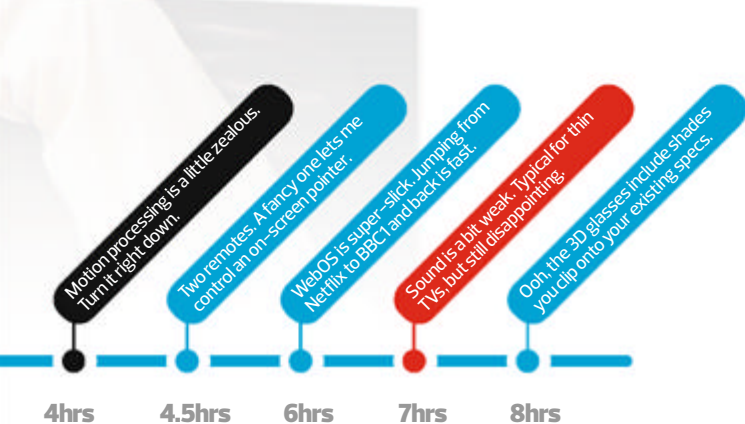 Motion processing is a little zealous.
Turn it right down.
Two remotes. A fancy one lets me
control an on-screen pointer.
WebOS is super-slick. Jumping from
Netflix to BBC1 and back is fast.
Sound is a bit weak. Typical for thin
TVs, but still disappointing.
Ooh, the 3D glasses include shades
you clip onto your existing specs.
4hrs
4.5hrs
6hrs
7hrs
8hrs